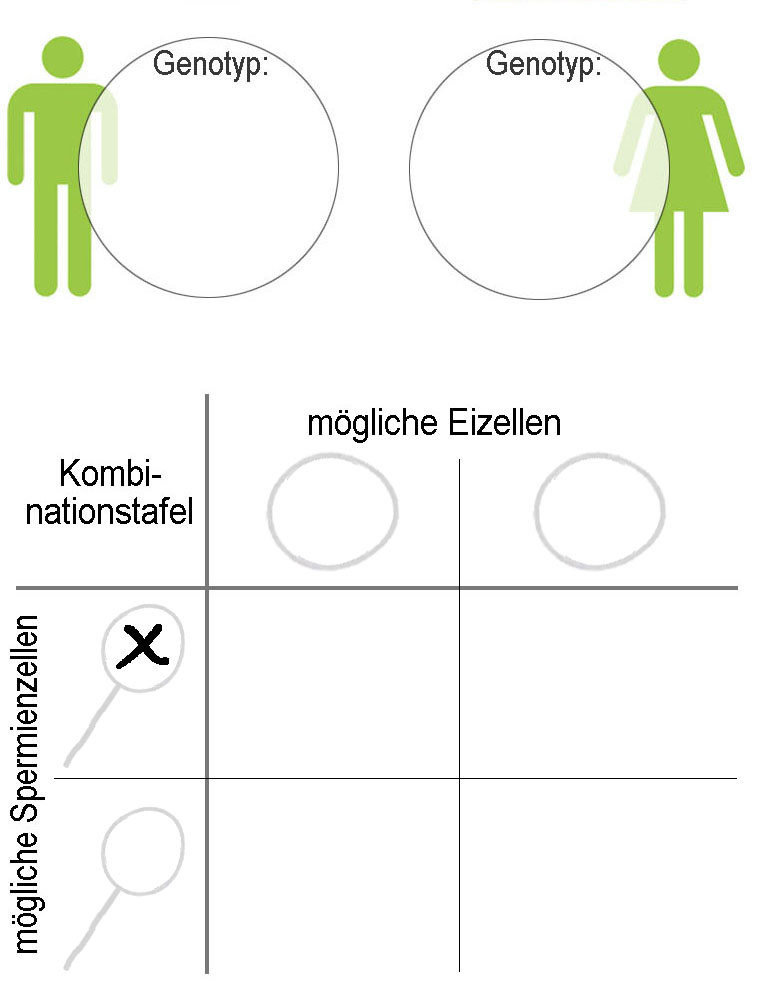 Genotyp:
Genotyp:
mögliche Eizellen
Kombi-
nationstafel
mögliche Spermienzellen
X